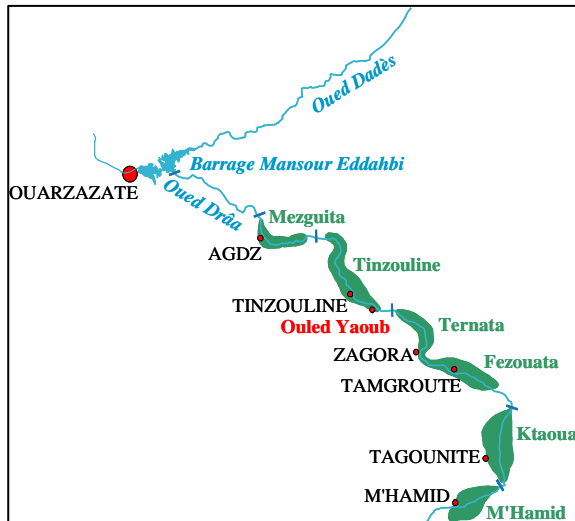 Oued Dadès
Barrage Mansour Eddahbi
OUARZAZATE
Oued Drâa
Mezguita
AGDZ
Tinzouline
TINZOULINE
Ouled Yaoub
Ternata
ZAGORA
Fezouata
TAMGROUTE
Ktaoua
TAGOUNITE
M'HAMID
M'Hamid